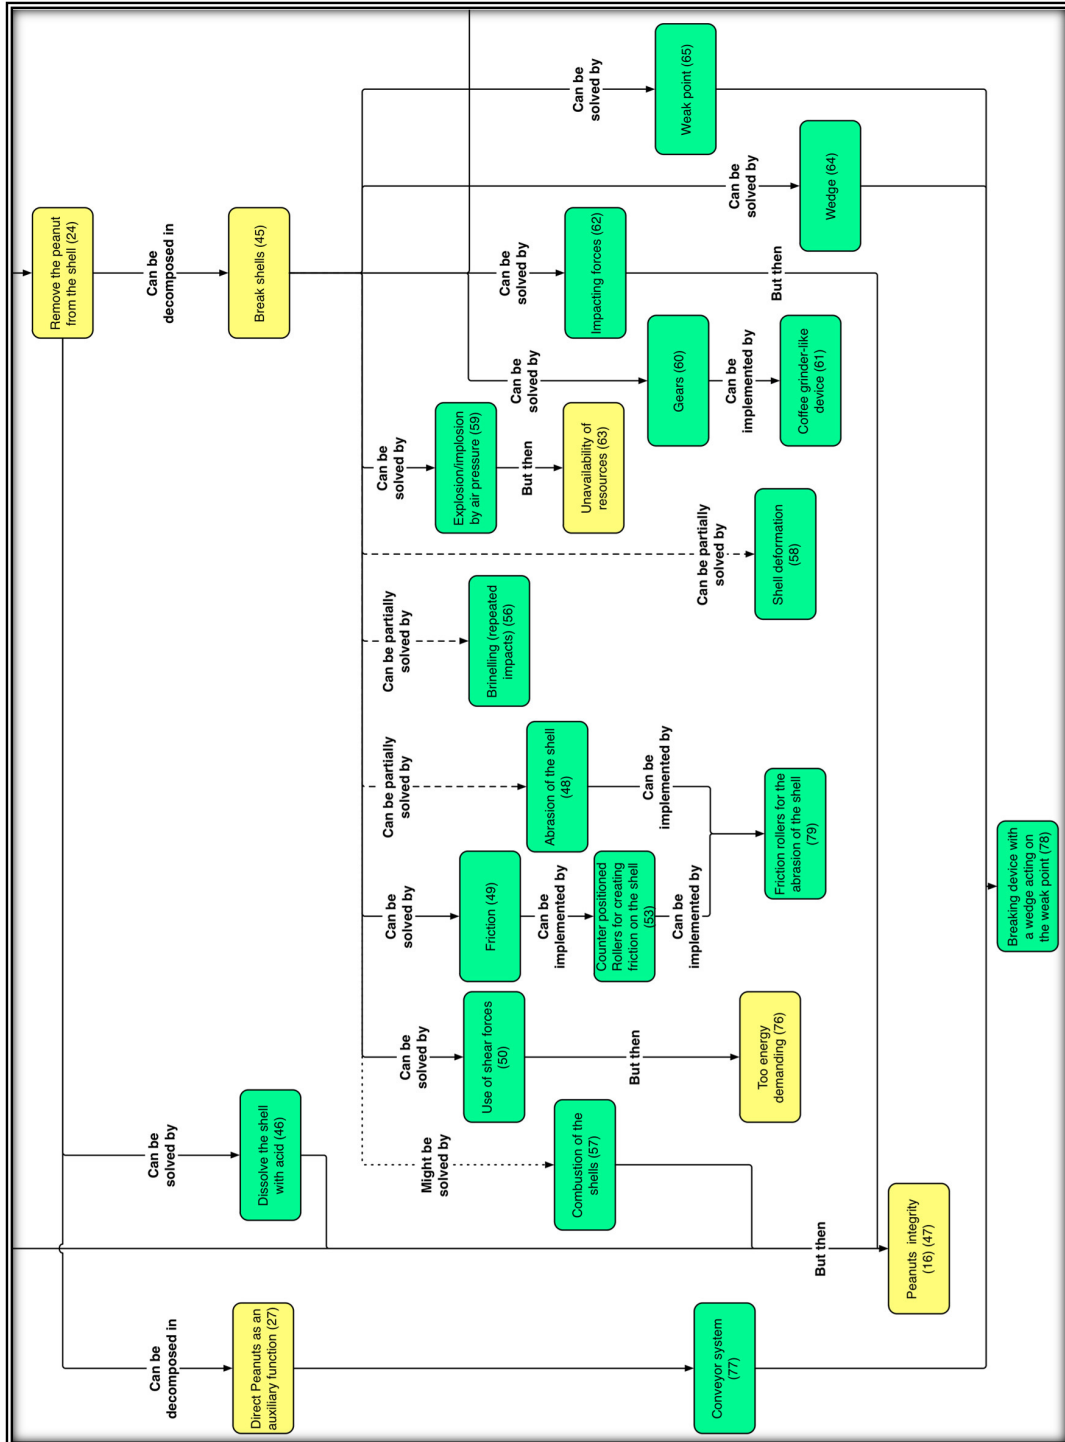 Remove the peanut
from the shell (24)
Can be
decomposed in
Break shells (45)
Can be
solved by
Weak point (65)
Can be
solved by
Wedge (64)
Can be
solved by
Impacting forces (62)
But then
Can be
solved by
Gears (60)
Can be
implemented by
Coffee grinder-like
device (61)
Can be
solved by
Explosion/implosion
by air pressure (59)
But then
Unavailability of
resources (63)
Can be partially
solved by
Shell deformation
(58)
Can be partially
solved by
Brinelling (repeated
impacts) (56)
Can be partially
solved by
Abrasion of the shell
(48)
Can be
implemented by
Friction rollers for the
abrasion of the shell
(79)
Can be
solved by
Friction (49)
Can be
implemented by
Counter positioned
Rollers for creating
friction on the shell
(53)
Can be
implemented by
Can be
solved by
Use of shear forces
(50)
But then
Too energy
demanding (76)
Might be
solved by
Combustion of the
shells (57)
Can be
solved by
Dissolve the shell
with acid (46)
But then
Peanuts integrity
(16) (47)
Can be
decomposed in
Direct Peanuts as an
auxiliary function (27)
Conveyor system
(77)
Breaking device with
a wedge acting on
the weak point (78)